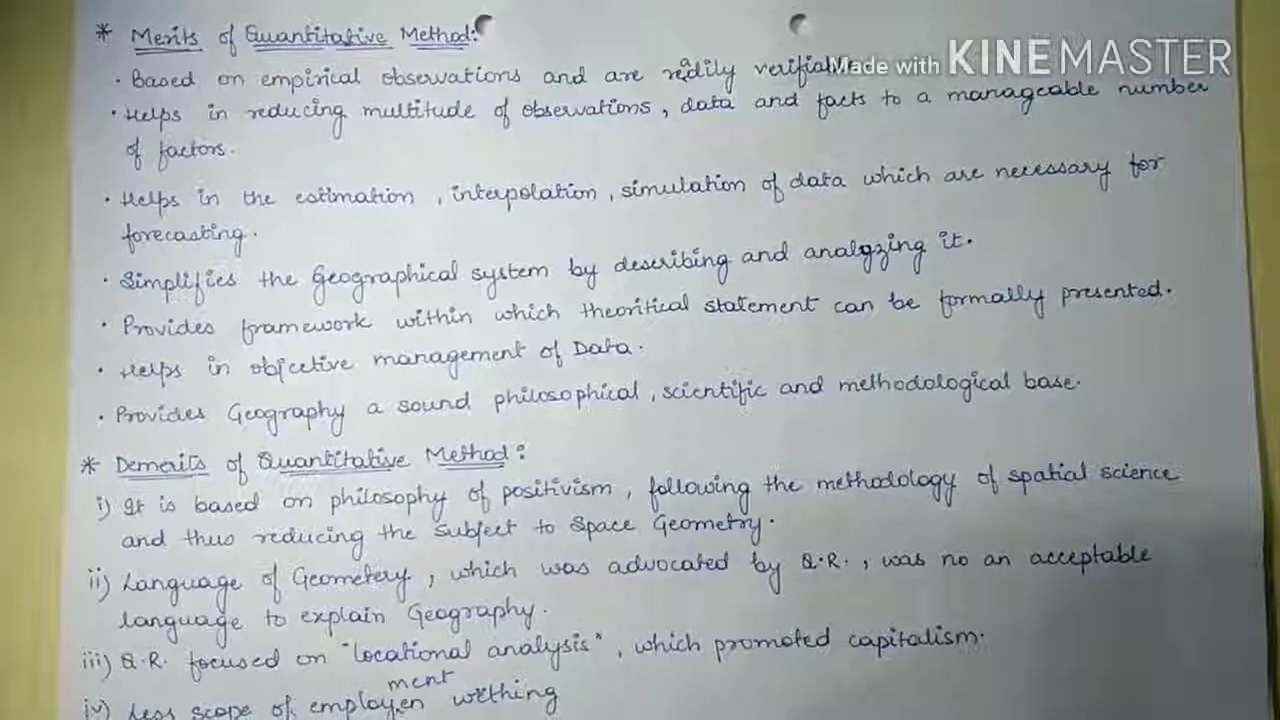 * Merits of Quantitative Method:
Made with KINEMASTER
· Based on empirical observations and are redily verifiable
· Helps in reducing multitude of observations, data and facts to a manageable number
of factors.
· Helps in the estimation, interpolation, simulation of data which are necessary for
forecasting.
· Simplifies the Geographical system by describing and analyzing it.
· Provides framework within which theoritical statement can be formally presented.
· Helps in objective management of Data.
· Provides Geography a sound philosophical, scientific and methodological base.
* Demerits of Quantitative Method:
i) It is based on philosophy of positivism, following the methodology of spatial science
and thus reducing the subject to Space Geometry.
ii) Language of Geometery, which was advocated by Q.R., was no an acceptable
language to explain Geography.
iii) Q.R. focused on "locational analysis", which promoted capitalism.
ment
iv) Less scope of employen